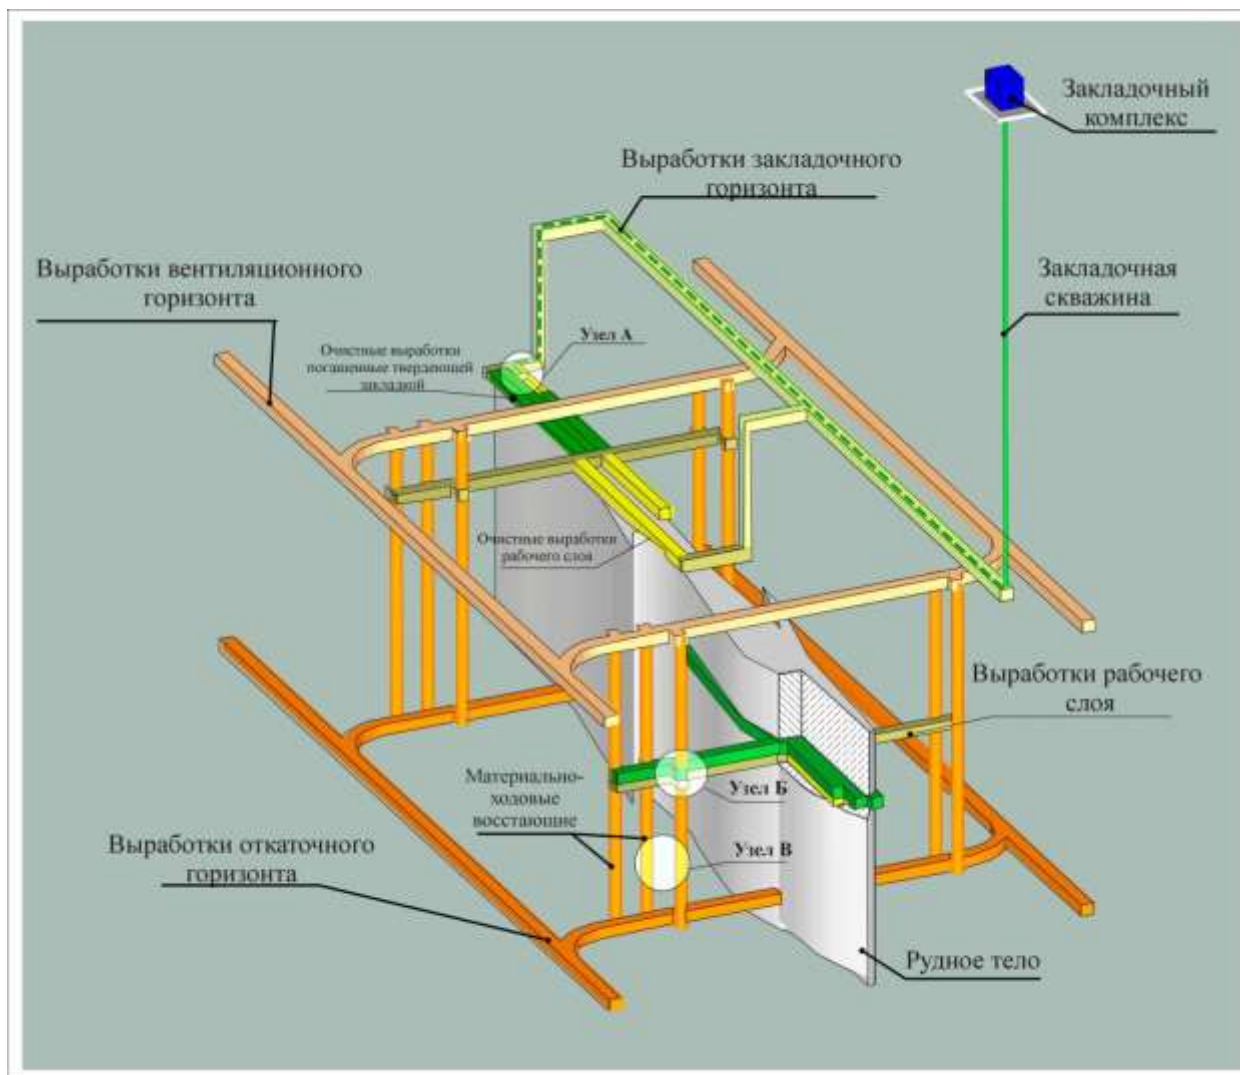 Закладочный
комплекс
Выработки закладочного
горизонта
Выработки вентиляционного
горизонта
Закладочная
скважина
Узел А
Очистные выработки
погашенные твердеющей
закладкой
Очистные выработки
рабочего слоя
Выработки рабочего
слоя
Материально-
ходовые
восстающие
Узел Б
Узел В
Выработки откаточного
горизонта
Рудное тело